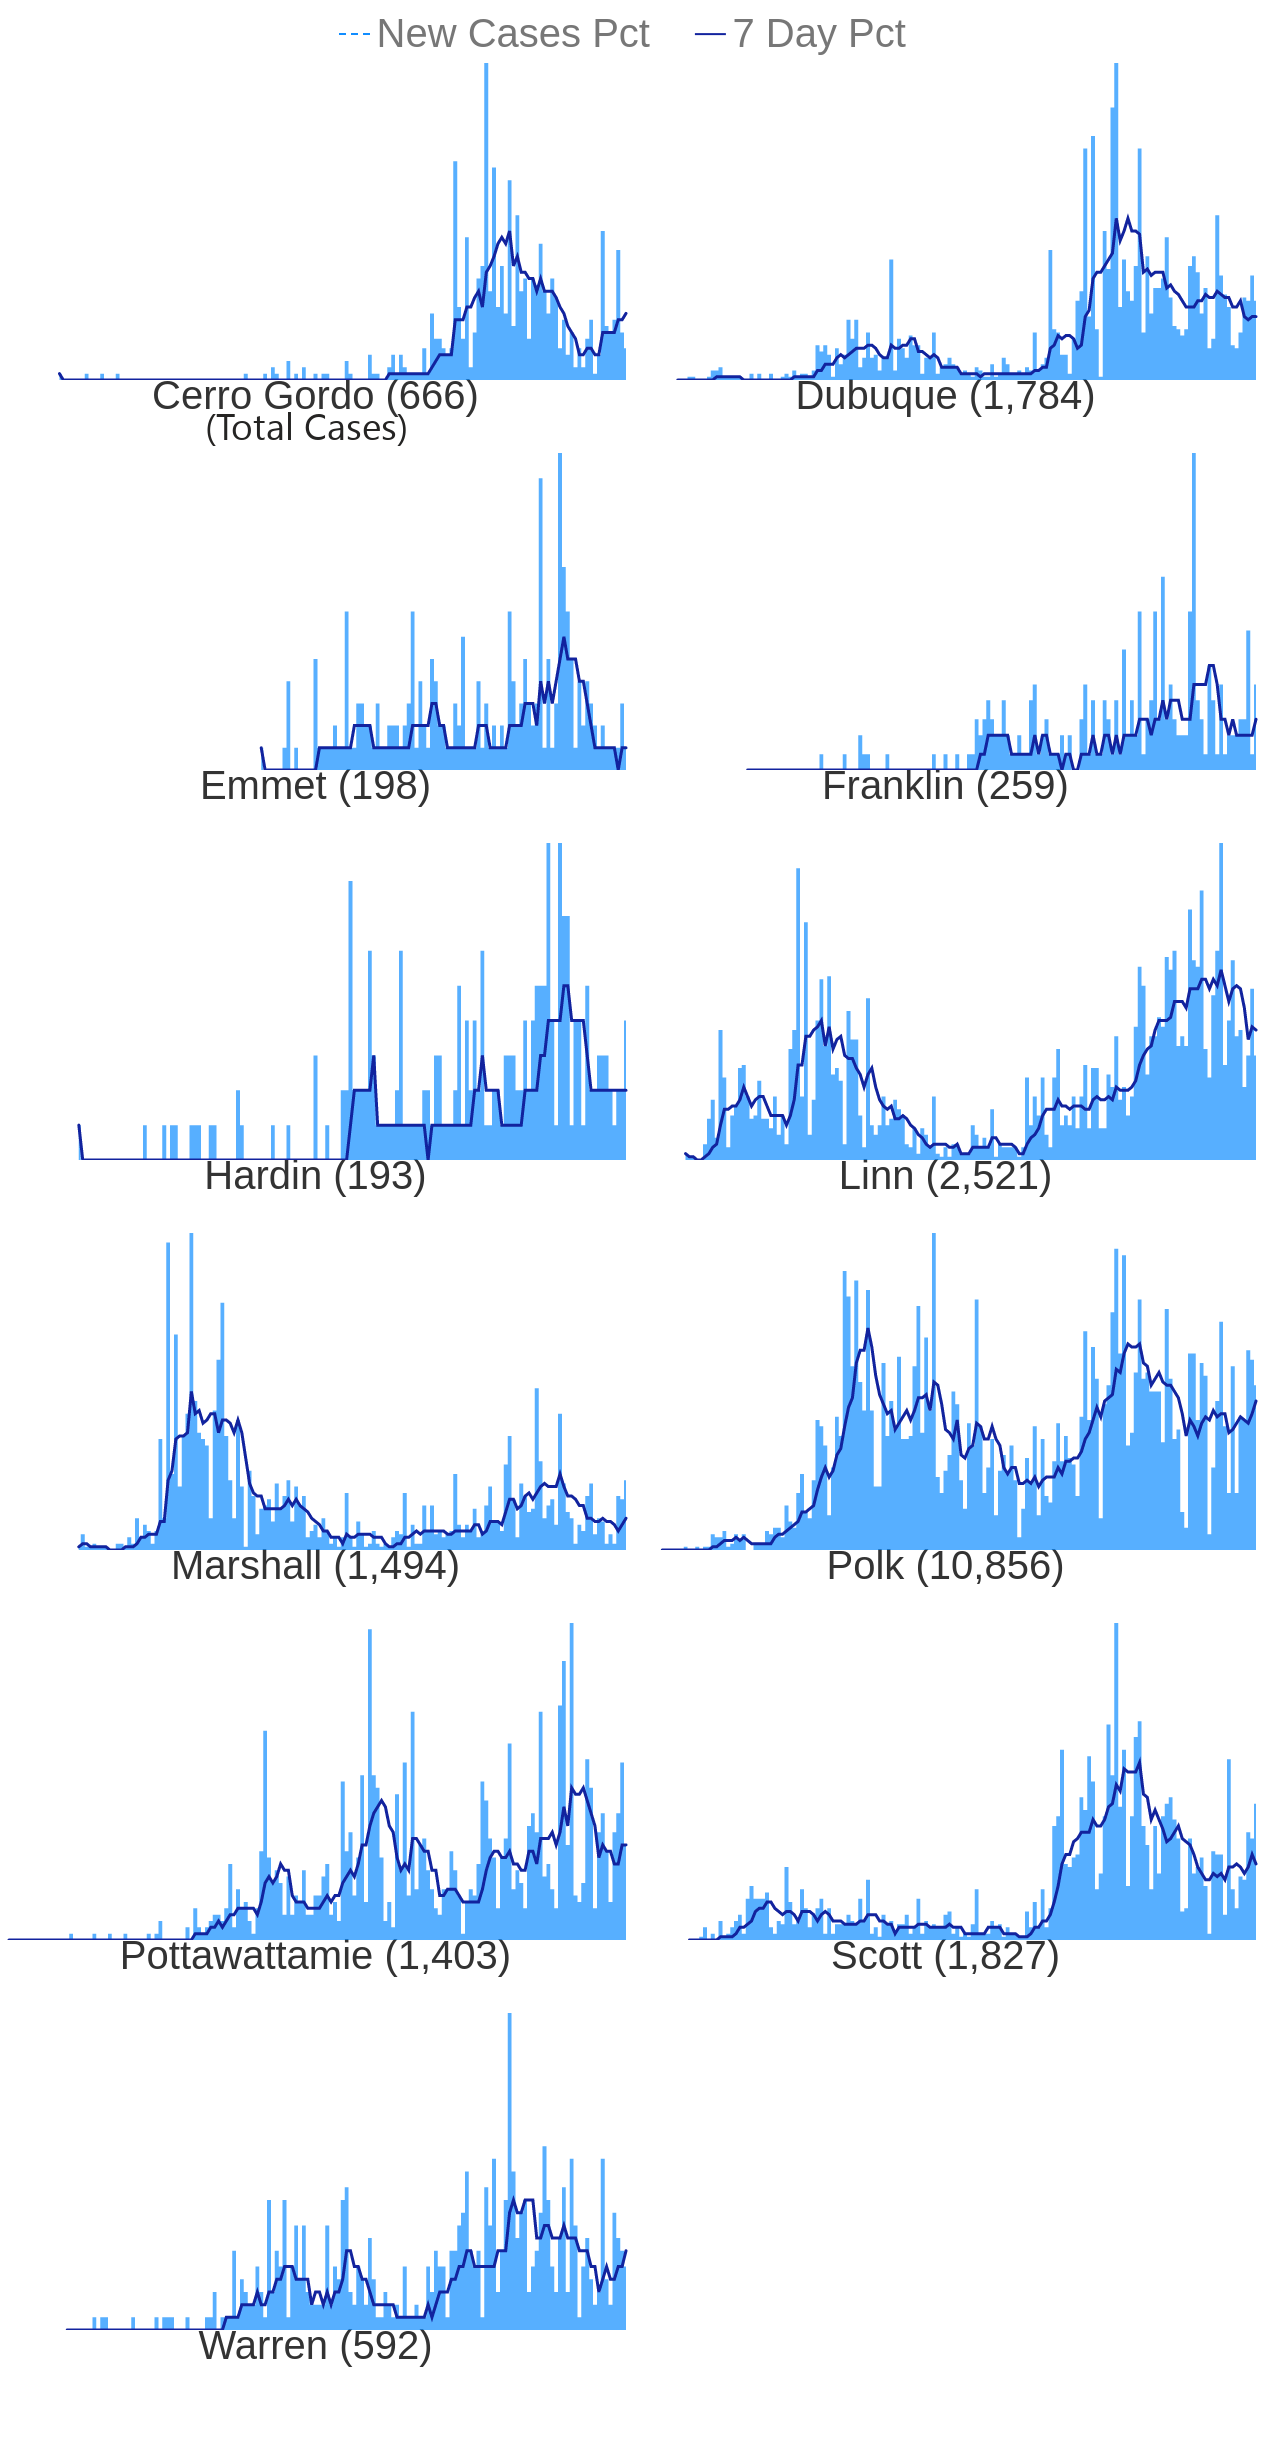 New Cases Pct 7 Day Pct
Cerro Gordo (666)
(Total Cases)
Dubuque (1,784)
Emmet (198)
Franklin (259)
Hardin (193)
Linn (2,521)
Marshall (1,494)
Polk (10,856)
Pottawattamie (1,403)
Scott (1,827)
Warren (592)